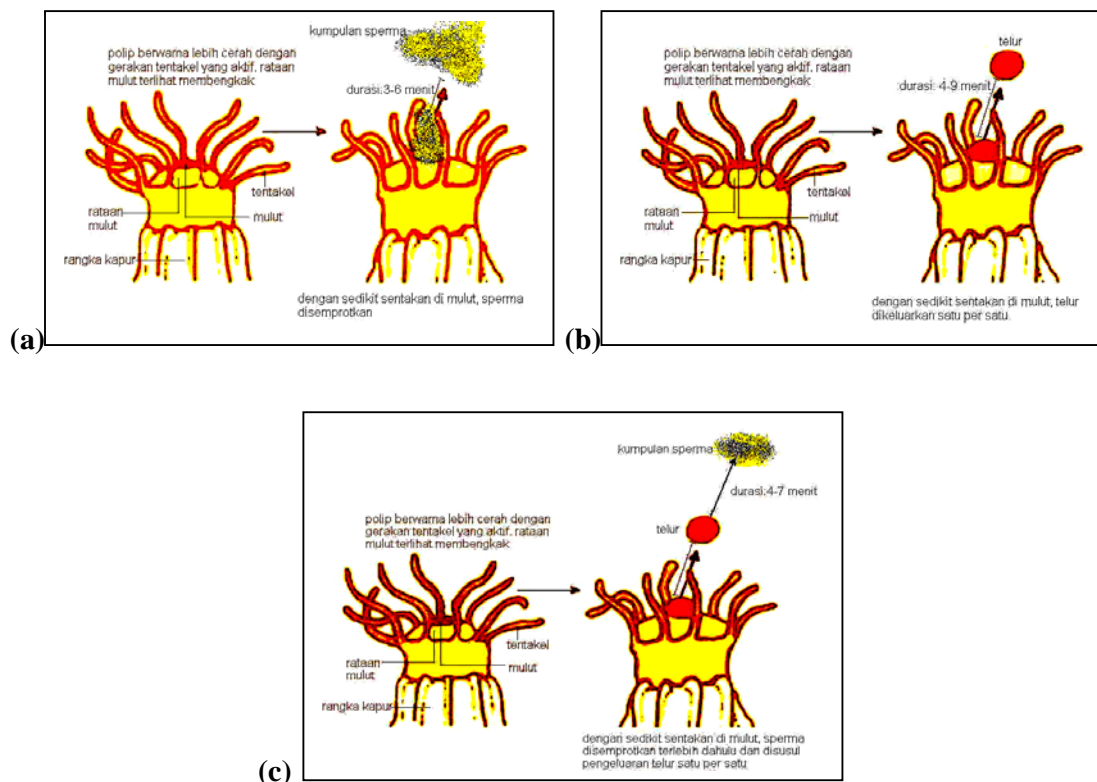 kumpulan sperma
polip berwarna lebih cerah dengan
gerakan tentakel yang aktif. rataan
mulut terlihat membengkak
durasi:3-6 menit
tentakel
rataan
mulut
mulut
rangka kapur
dengan sedikit sentakan di mulut, sperma
disemprotkan
(a)
telur
polip berwarna lebih cerah dengan
gerakan tentakel yang aktif. rataan
mulut terlihat membengkak
durasi: 4-9 menit
tentakel
rataan
mulut
mulut
rangka kapur
dengan sedikit sentakan di mulut, telur
dikeluarkan satu per satu.
(b)
kumpulan sperma
durasi:4-7 menit
polip berwarna lebih cerah dengan
gerakan tentakel yang aktif. rataan
mulut terlihat membengkak
telur
tentakel
rataan
mulut
mulut
rangka kapur
dengan sedikit sentakan di mulut, sperma
disemprotkan terlebih dahulu dan disusul
pengeluaran telur satu per satu
(c)